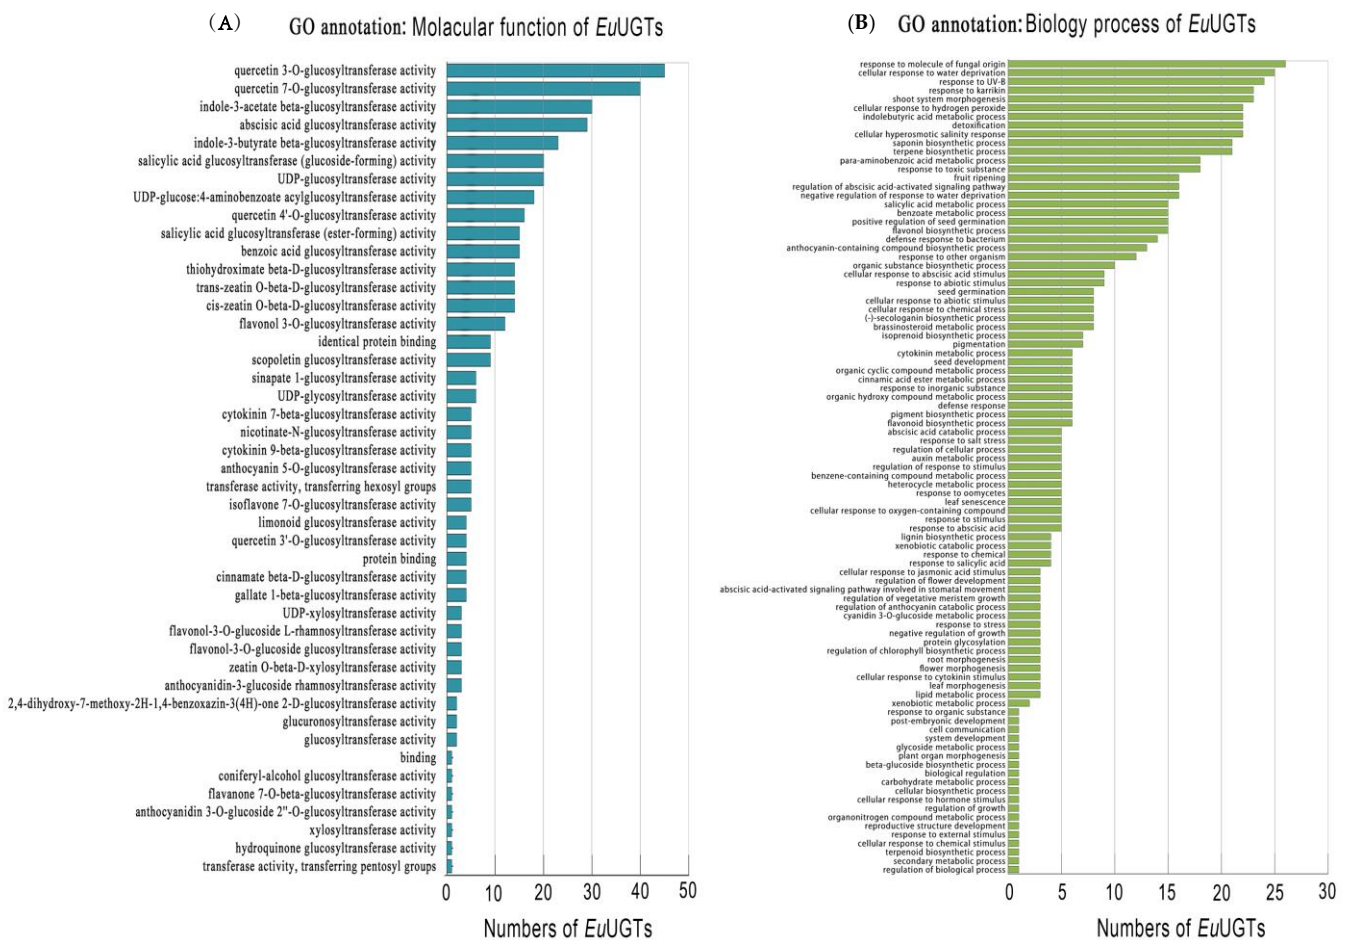 (A) GO annotation: Molacular function of EuUGTs
quercetin 3-O-glucosyltransferase activity
quercetin 7-O-glucosyltransferase activity
indole-3-acetate beta-glucosyltransferase activity
abscisic acid glucosyltransferase activity
indole-3-butyrate beta-glucosyltransferase activity
salicylic acid glucosyltransferase (glucoside-forming) activity
UDP-glucosyltransferase activity
UDP-glucose:4-aminobenzoate acylglucosyltransferase activity
quercetin 4'-O-glucosyltransferase activity
salicylic acid glucosyltransferase (ester-forming) activity
benzoic acid glucosyltransferase activity
thiohydroximate beta-D-glucosyltransferase activity
trans-zeatin O-beta-D-glucosyltransferase activity
cis-zeatin O-beta-D-glucosyltransferase activity
flavonol 3-O-glucosyltransferase activity
identical protein binding
scopoletin glucosyltransferase activity
sinapate 1-glucosyltransferase activity
UDP-glycosyltransferase activity
cytokinin 7-beta-glucosyltransferase activity
nicotinate-N-glucosyltransferase activity
cytokinin 9-beta-glucosyltransferase activity
anthocyanin 5-O-glucosyltransferase activity
transferase activity, transferring hexosyl groups
isoflavone 7-O-glucosyltransferase activity
limonoid glucosyltransferase activity
quercetin 3'-O-glucosyltransferase activity
protein binding
cinnamate beta-D-glucosyltransferase activity
gallate 1-beta-glucosyltransferase activity
UDP-xylosyltransferase activity
flavonol-3-O-glucoside L-rhamnosyltransferase activity
flavonol-3-O-glucoside glucosyltransferase activity
zeatin O-beta-D-xylosyltransferase activity
anthocyanidin-3-glucoside rhamnosyltransferase activity
2,4-dihydroxy-7-methoxy-2H-1,4-benzoxazin-3(4H)-one 2-D-glucosyltransferase activity
glucuronosyltransferase activity
glucosyltransferase activity
binding
coniferyl-alcohol glucosyltransferase activity
flavanone 7-O-beta-glucosyltransferase activity
anthocyanidin 3-O-glucoside 2"-O-glucosyltransferase activity
xylosyltransferase activity
hydroquinone glucosyltransferase activity
transferase activity, transferring pentosyl groups
0 10 20 30 40 50
Numbers of EuUGTs
(B) GO annotation: Biology process of EuUGTs
response to molecule of fungal origin
cellular response to water deprivation
response to UV-B
response to karrikin
shoot system morphogenesis
cellular response to hydrogen peroxide
indolebutyric acid metabolic process
detoxification
cellular hyperosmotic salinity response
saponin biosynthetic process
terpene biosynthetic process
para-aminobenzoic acid metabolic process
response to toxic substance
fruit ripening
regulation of abscisic acid-activated signaling pathway
negative regulation of response to water deprivation
salicylic acid metabolic process
benzoate metabolic process
positive regulation of seed germination
flavonol biosynthetic process
defense response to bacterium
anthocyanin-containing compound biosynthetic process
response to other organism
organic substance biosynthetic process
cellular response to abscisic acid stimulus
response to abiotic stimulus
seed germination
cellular response to abiotic stimulus
cellular response to chemical stress
(-)-secologanin biosynthetic process
brassinosteroid metabolic process
isoprenoid biosynthetic process
pigmentation
cytokinin metabolic process
seed development
organic cyclic compound metabolic process
cinnamic acid ester metabolic process
response to inorganic substance
organic hydroxy compound metabolic process
defense response
pigment biosynthetic process
flavonoid biosynthetic process
abscisic acid catabolic process
response to salt stress
regulation of cellular process
auxin metabolic process
regulation of response to stimulus
benzene-containing compound metabolic process
heterocycle metabolic process
response to oomycetes
leaf senescence
cellular response to oxygen-containing compound
response to stimulus
response to abscisic acid
lignin biosynthetic process
xenobiotic catabolic process
response to chemical
response to salicylic acid
cellular response to jasmonic acid stimulus
regulation of flower development
abscisic acid-activated signaling pathway involved in stomatal movement
regulation of vegetative meristem growth
regulation of anthocyanin catabolic process
cyanidin 3-O-glucoside metabolic process
response to stress
negative regulation of growth
protein glycosylation
regulation of chlorophyll biosynthetic process
root morphogenesis
flower morphogenesis
cellular response to cytokinin stimulus
leaf morphogenesis
lipid metabolic process
xenobiotic metabolic process
response to organic substance
post-embryonic development
cell communication
system development
glycoside metabolic process
plant organ morphogenesis
beta-glucoside biosynthetic process
biological regulation
carbohydrate metabolic process
cellular biosynthetic process
cellular response to hormone stimulus
regulation of growth
organonitrogen compound metabolic process
reproductive structure development
response to external stimulus
cellular response to chemical stimulus
terpenoid biosynthetic process
secondary metabolic process
regulation of biological process
0 5 10 15 20 25 30
Numbers of EuUGTs